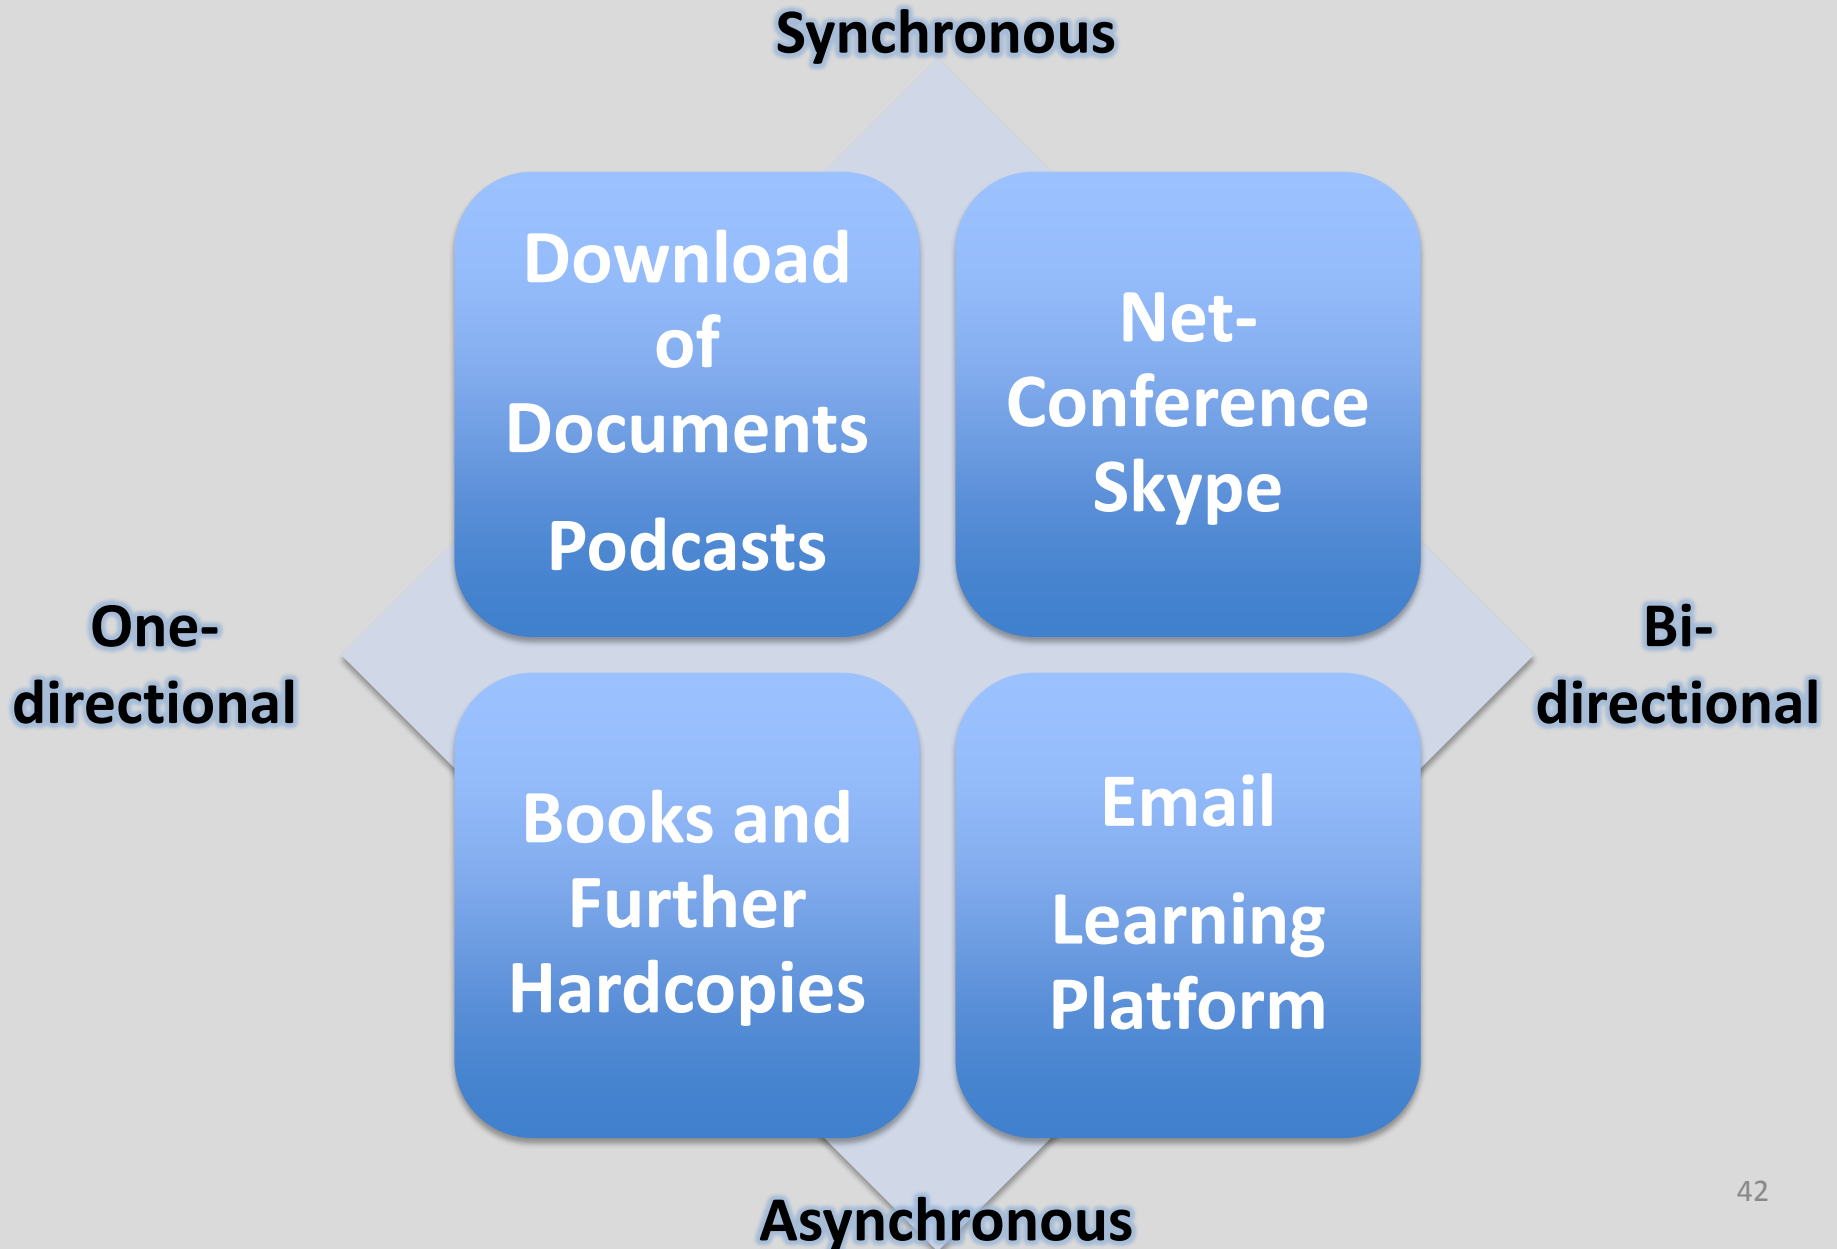 Synchronous
Download
of
Documents
Podcasts
Net-
Conference
Skype
One-
directional
Bi-
directional
Books and
Further
Hardcopies
Email
Learning
Platform
Asynchronous
42